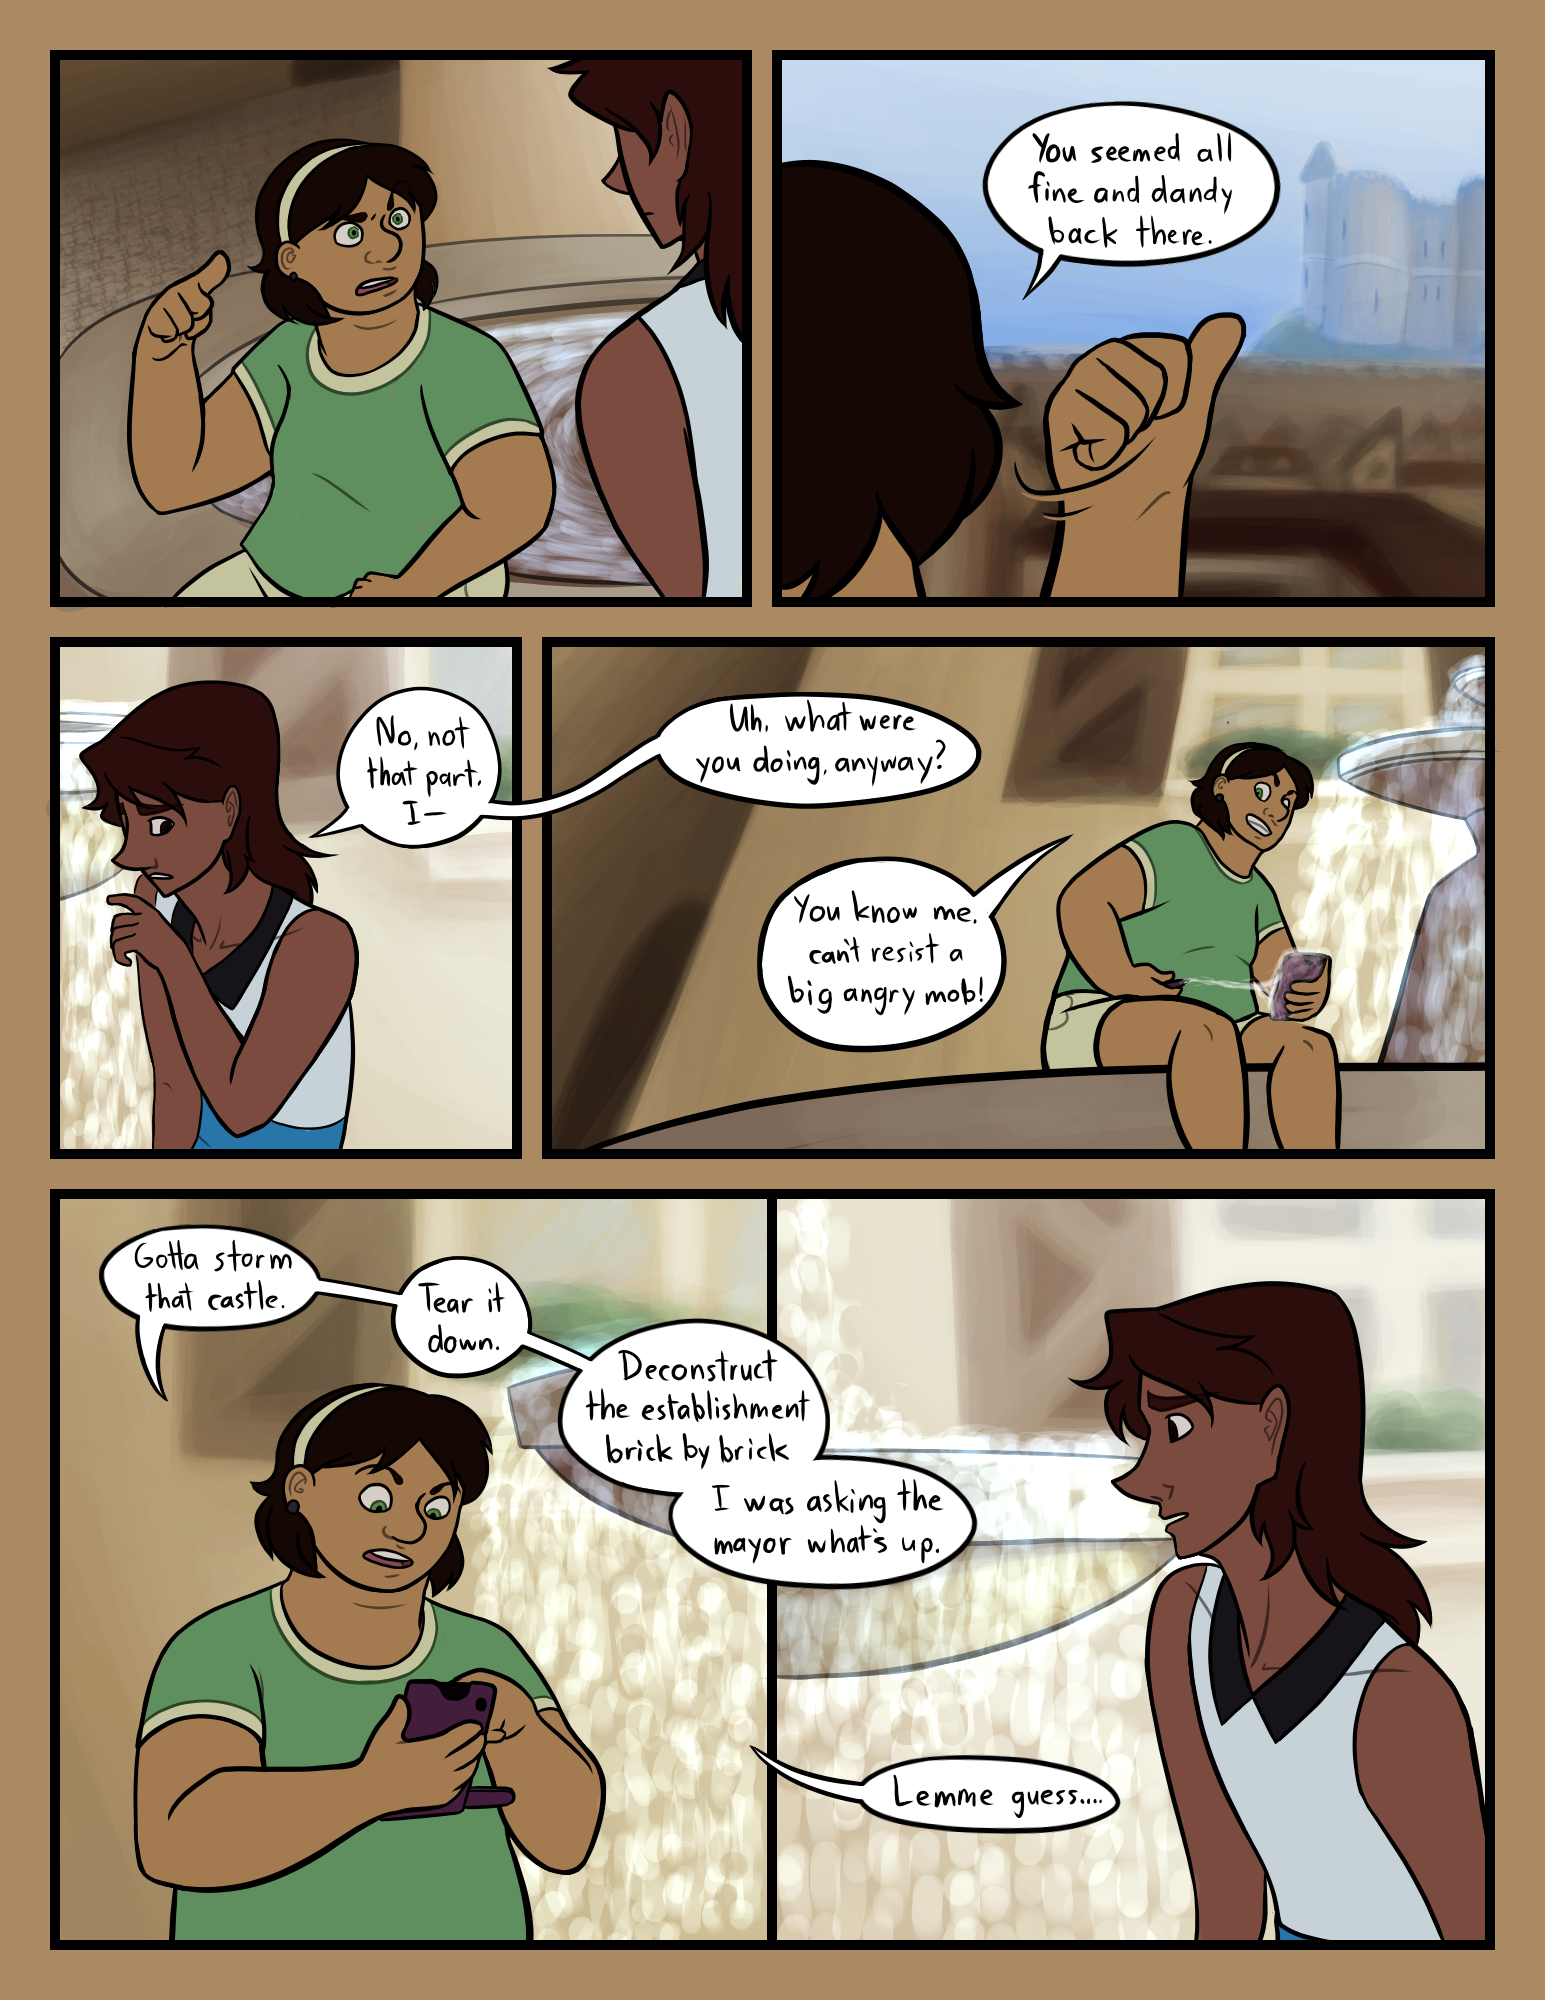 You seemed all
fine and dandy
back there.
No, not
that part.
I—
Uh, what were
you doing, anyway?
You know me,
can't resist a
big angry mob!
Gotta storm
that castle.
Tear it
down.
Deconstruct
the establishment
brick by brick
I was asking the
mayor what's up.
Lemme guess....